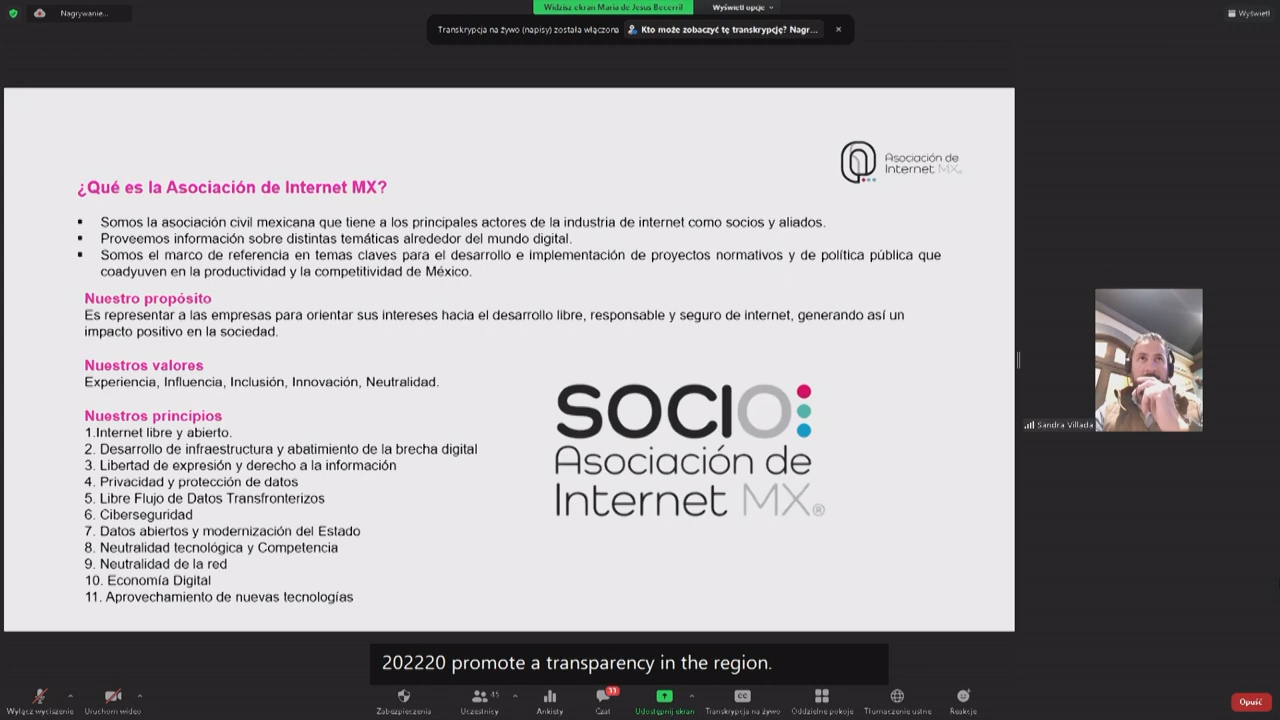 Nagrywanie...
Widzisz ekran Maria de Jesus Becerril
Wyświetl opcje
Wyświetl
Transkrypcja na żywo (napisy) została włączona
Kto może zobaczyć tę transkrypcję? Nagr...
Asociación de
Internet MX
¿Qué es la Asociación de Internet MX?
Somos la asociación civil mexicana que tiene a los principales actores de la industria de internet como socios y aliados.
Proveemos información sobre distintas temáticas alrededor del mundo digital.
Somos el marco de referencia en temas claves para el desarrollo e implementación de proyectos normativos y de política pública que
coadyuven en la productividad y la competitividad de México.
Nuestro propósito
Es representar a las empresas para orientar sus intereses hacia el desarrollo libre, responsable y seguro de internet, generando así un
impacto positivo en la sociedad.
Nuestros valores
Experiencia, Influencia, Inclusión, Innovación, Neutralidad.
Nuestros principios
1.Internet libre y abierto.
2. Desarrollo de infraestructura y abatimiento de la brecha digital
3. Libertad de expresión y derecho a la información
4. Privacidad y protección de datos
5. Libre Flujo de Datos Transfronterizos
6. Ciberseguridad
7. Datos abiertos y modernización del Estado
8. Neutralidad tecnológica y Competencia
9. Neutralidad de la red
10. Economía Digital
11. Aprovechamiento de nuevas tecnologías
SOCIO
Asociación de
Internet MX®
Sandra Villada
202220 promote a transparency in the region.
Wyłącz wyciszenie
Uruchom wideo
Zabezpieczenia
45
Uczestnicy
Ankiety
33
Czat
Udostępnij ekran
CC
Transkrypcja na żywo
Oddzielne pokoje
Tłumaczenie ustne
Reakcje
Opuść